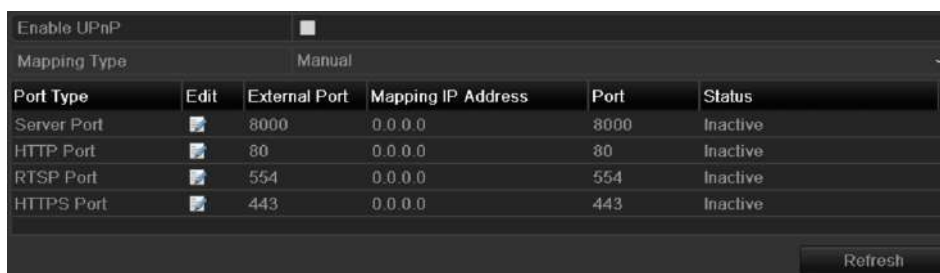 Enable UPnP
Mapping Type Manual
Port Type Edit External Port Mapping IP Address Port Status
Server Port 8000 0.0.0.0 8000 Inactive
HTTP Port 80 0.0.0.0 80 Inactive
RTSP Port 554 0.0.0.0 554 Inactive
HTTPS Port 443 0.0.0.0 443 Inactive
Refresh